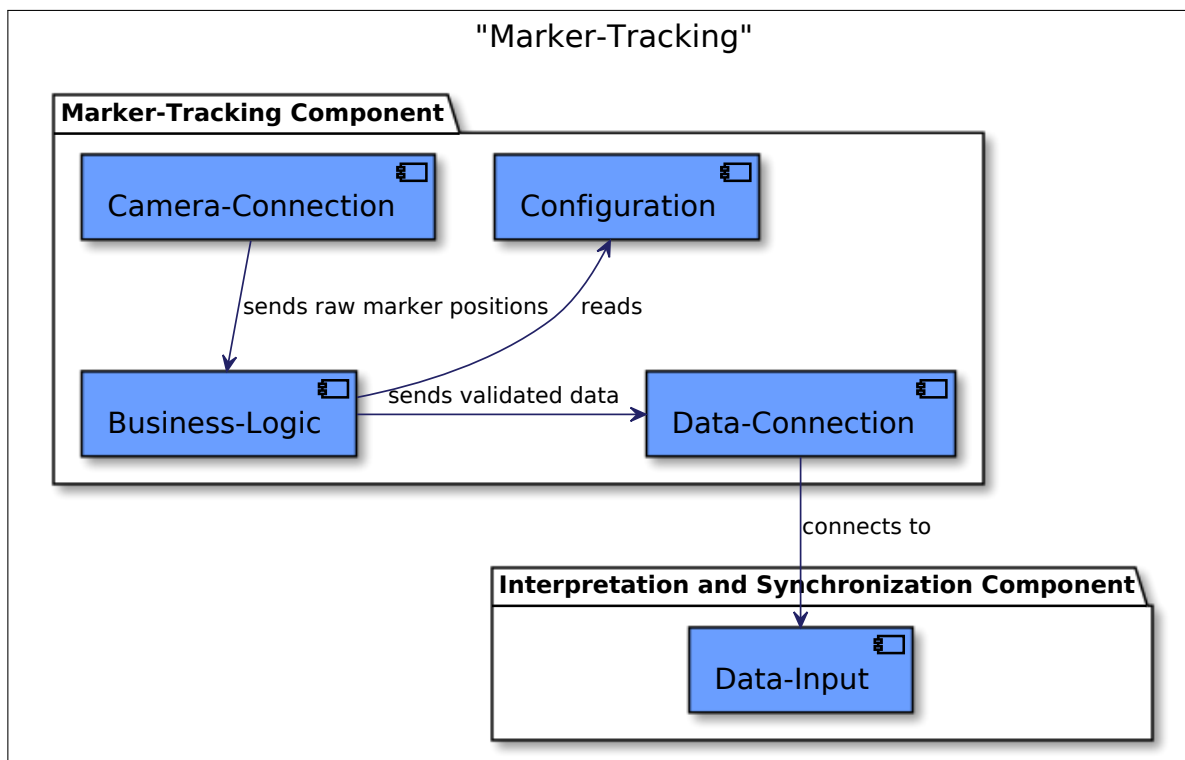 "Marker-Tracking"
Marker-Tracking Component
Camera-Connection
Configuration
sends raw marker positions
reads
Business-Logic
sends validated data
Data-Connection
connects to
Interpretation and Synchronization Component
Data-Input